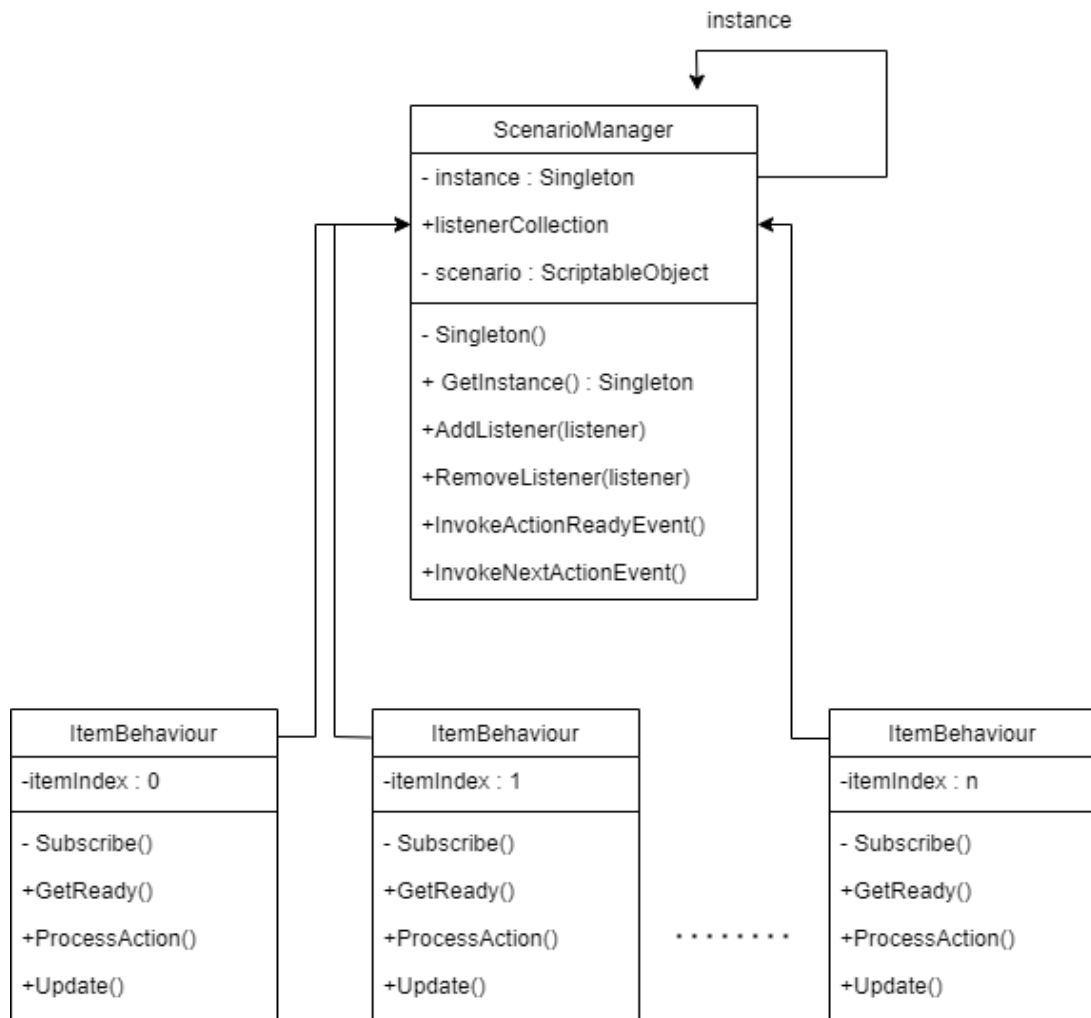 instance
ScenarioManager
- instance : Singleton
+listenerCollection
- scenario : ScriptableObject
- Singleton()
+ GetInstance() : Singleton
+AddListener(listener)
+RemoveListener(listener)
+InvokeActionReadyEvent()
+InvokeNextActionEvent()
ItemBehaviour
-itemIndex : 0
- Subscribe()
+GetReady()
+ProcessAction()
+Update()
ItemBehaviour
-itemIndex : 1
- Subscribe()
+GetReady()
+ProcessAction()
+Update()
........
ItemBehaviour
-itemIndex : n
- Subscribe()
+GetReady()
+ProcessAction()
+Update()